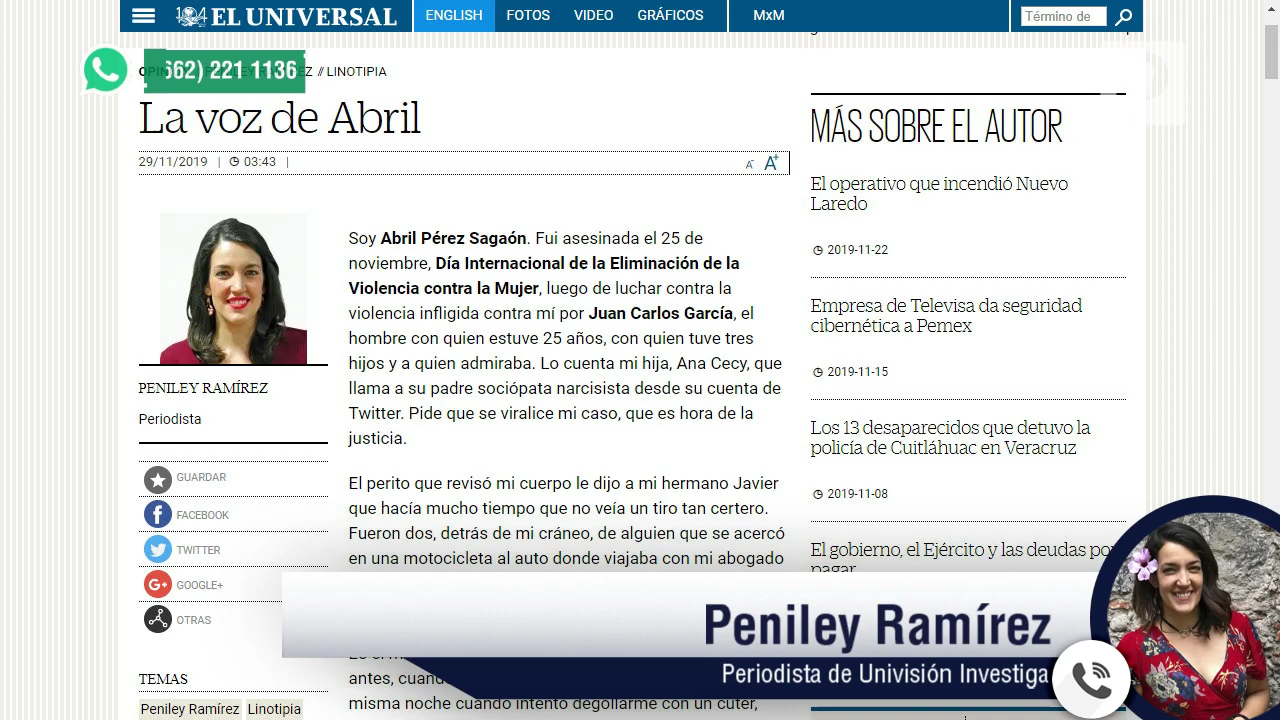 EL UNIVERSAL
ENGLISH
FOTOS
VIDEO
GRÁFICOS
MxM
Término de
662) 221 1136
// LINOTIPIA
La voz de Abril
29/11/2019 | 03:43 |
A- A+
PENILEY RAMÍREZ
Periodista
GUARDAR
FACEBOOK
TWITTER
GOOGLE+
OTRAS
TEMAS
Peniley Ramírez Linotipia
Soy Abril Pérez Sagaón. Fui asesinada el 25 de
noviembre, Día Internacional de la Eliminación de la
Violencia contra la Mujer, luego de luchar contra la
violencia infligida contra mí por Juan Carlos García, el
hombre con quien estuve 25 años, con quien tuve tres
hijos y a quien admiraba. Lo cuenta mi hija, Ana Cecy, que
llama a su padre sociópata narcisista desde su cuenta de
Twitter. Pide que se viralice mi caso, que es hora de la
justicia.
El perito que revisó mi cuerpo le dijo a mi hermano Javier
que hacía mucho tiempo que no veía un tiro tan certero.
Fueron dos, detrás de mi cráneo, de alguien que se acercó
en una motocicleta al auto donde viajaba con mi abogado
antes, cuand
misma noche cuando intentó degollarme con un cúter,
MÁS SOBRE EL AUTOR
El operativo que incendió Nuevo
Laredo
2019-11-22
Empresa de Televisa da seguridad
cibernética a Pemex
2019-11-15
Los 13 desaparecidos que detuvo la
policía de Cuitláhuac en Veracruz
2019-11-08
El gobierno, el Ejército y las deudas por
pagar
Peniley Ramírez
Periodista de Univisión Investiga